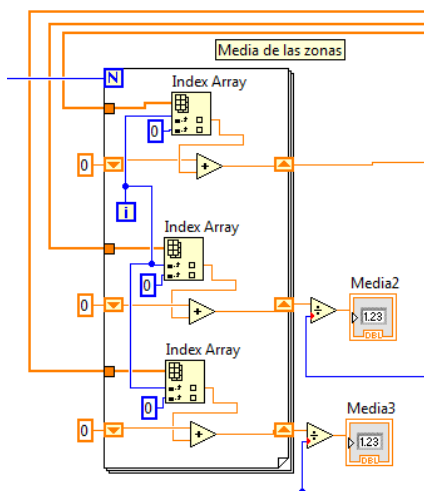 Media de las zonas
N
Index Array
0
0
i
Index Array
0
0
Media2
1.23
DBL
Index Array
0
0
Media3
1.23
DBL